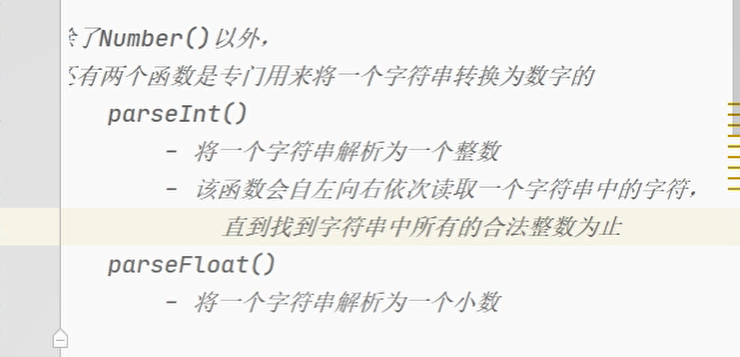 了Number()以外，
还有两个函数是专门用来将一个字符串转换为数字的
parseInt()
- 将一个字符串解析为一个整数
- 该函数会自左向右依次读取一个字符串中的字符，
直到找到字符串中所有的合法整数为止
parseFloat()
- 将一个字符串解析为一个小数